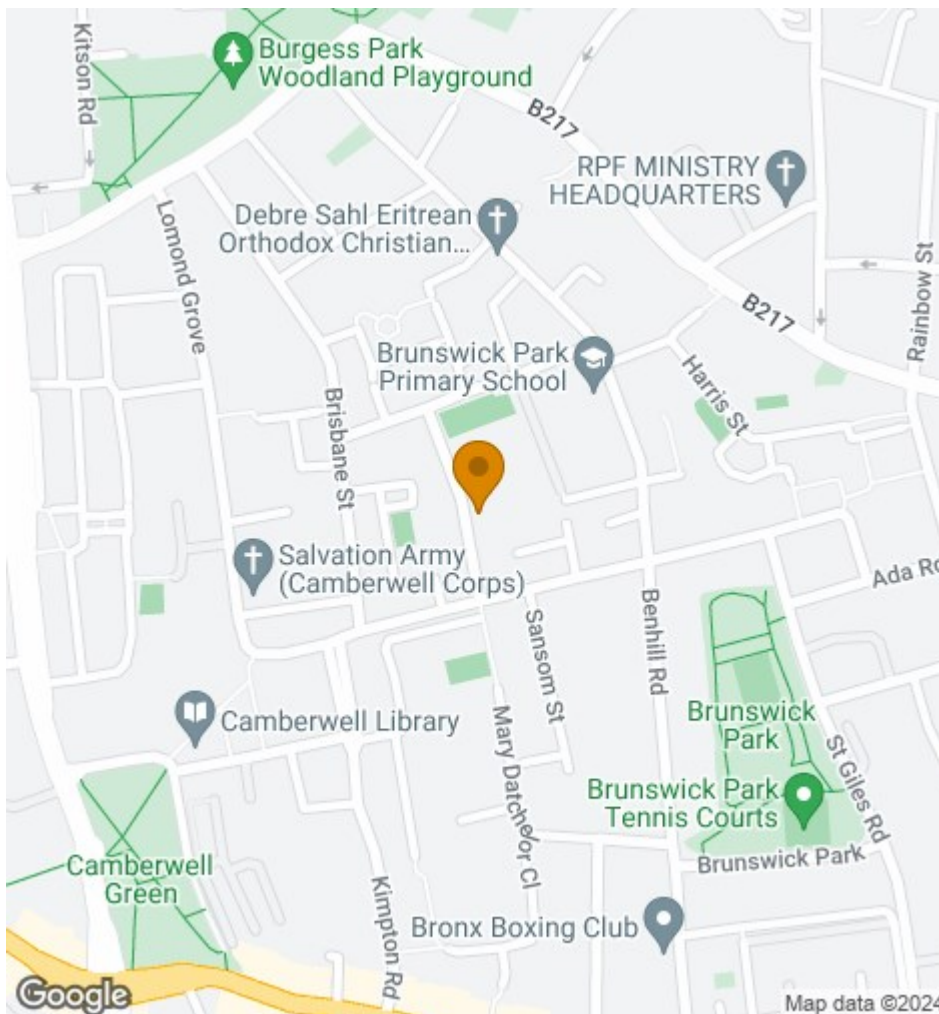 Kitson Rd
Burgess Park
Woodland Playground
B217
RPF MINISTRY
HEADQUARTERS
Debre Sahl Eritrean
Orthodox Christian...
Lomond Grove
Rainbow St
B217
Brunswick Park
Primary School
Harris St
Brisbane St
Salvation Army
(Camberwell Corps)
Ada Ro
Sansom St
Benhill Rd
Camberwell Library
Mary Datchelor Cl
Brunswick
Park
St Giles Rd
Brunswick Park
Tennis Courts
Brunswick Park
Camberwell
Green
Kimpton Rd
Bronx Boxing Club
Google
Map data ©2024